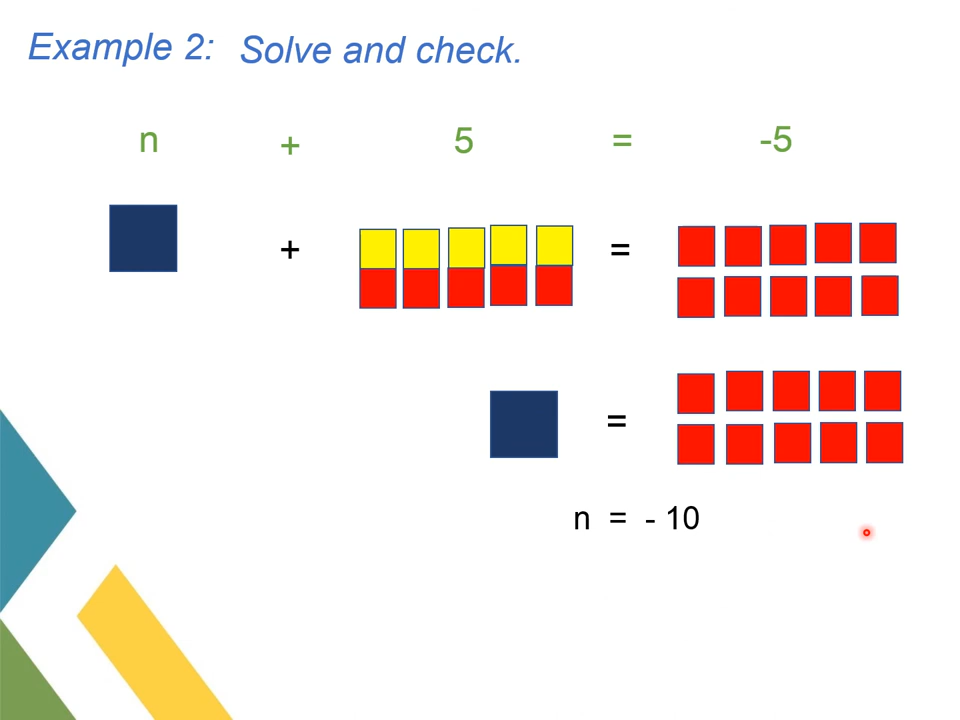 Example 2: Solve and check.
n + 5 = -5
+ =
=
n = - 10